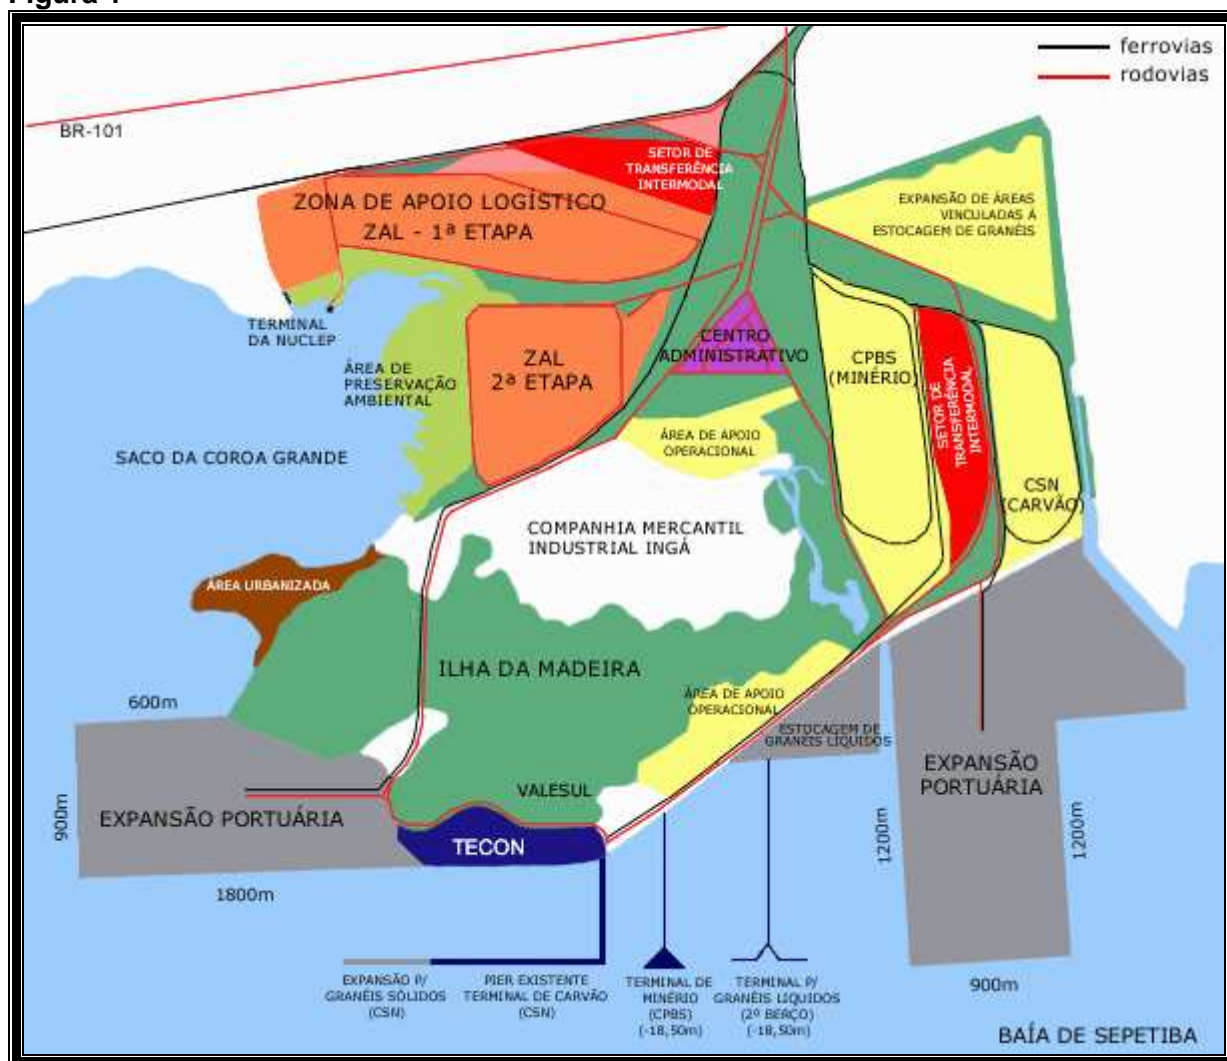 ferrovias
rodovias
BR-101
SETOR DE
TRANSFERÊNCIA
INTERMODAL
ZONA DE APOIO LOGÍSTICO
ZAL - 1ª ETAPA
EXPANSÃO DE ÁREAS
VINCULADAS Á
ESTOCAGEM DE GRANÉIS
TERMINAL
DA NUCLEP
ÁREA DE
PRESERVAÇÃO
AMBIENTAL
ZAL
2ª ETAPA
CENTRO
ADMINISTRATIVO
CPBS
(MINÉRIO)
SETOR DE
TRANSFERÊNCIA
INTERMODAL
CSN
(CARVÃO)
SACO DA COROA GRANDE
ÁREA DE APOIO
OPERACIONAL
COMPANHIA MERCANTIL
INDUSTRIAL INGÁ
ÁREA URBANIZADA
ILHA DA MADEIRA
ÁREA DE APOIO
OPERACIONAL
ESTOCAGEM DE
GRANÉIS LÍQUIDOS
600m
900m
EXPANSÃO PORTUÁRIA
1800m
VALESUL
TECON
EXPANSÃO
PORTUÁRIA
1200m
1200m
900m
EXPANSÃO P/
GRANÉIS SÓLIDOS
(CSN)
PIER EXISTENTE
TERMINAL DE CARVÃO
(CSN)
TERMINAL DE
MINÉRIO
(CPBS)
(-18,50m)
TERMINAL P/
GRANÉIS LIQUIDOS
(2º BERÇO)
(-18,50m)
BAÍA DE SEPETIBA